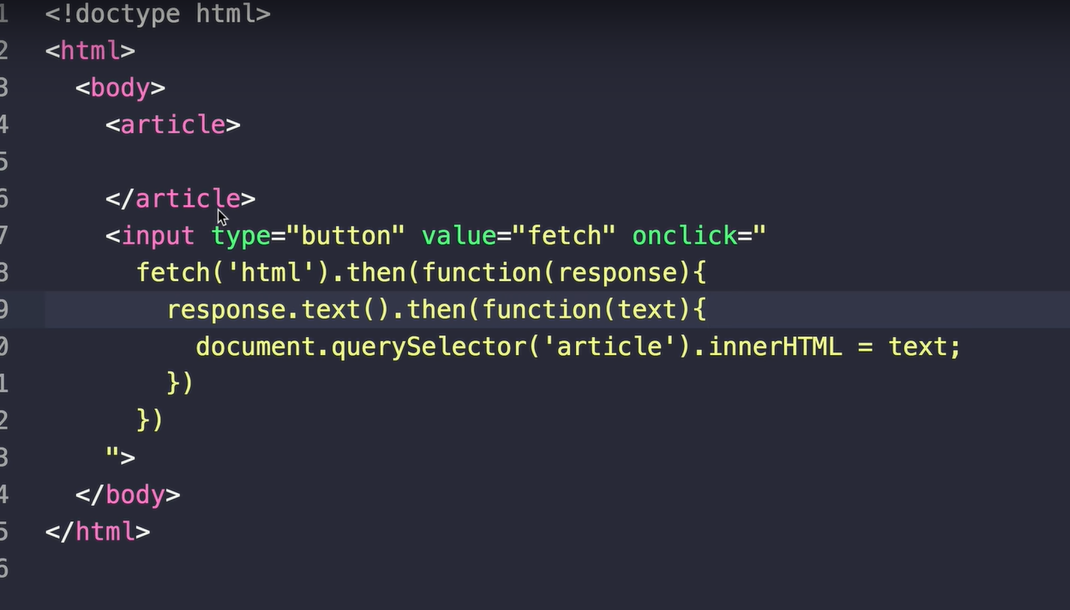 1 <!doctype html>
2 <html>
3   <body>
4     <article>
5
6     </article>
7     <input type="button" value="fetch" onclick="
8       fetch('html').then(function(response){
9         response.text().then(function(text){
0           document.querySelector('article').innerHTML = text;
1         })
2       })
3     ">
4   </body>
5 </html>
6